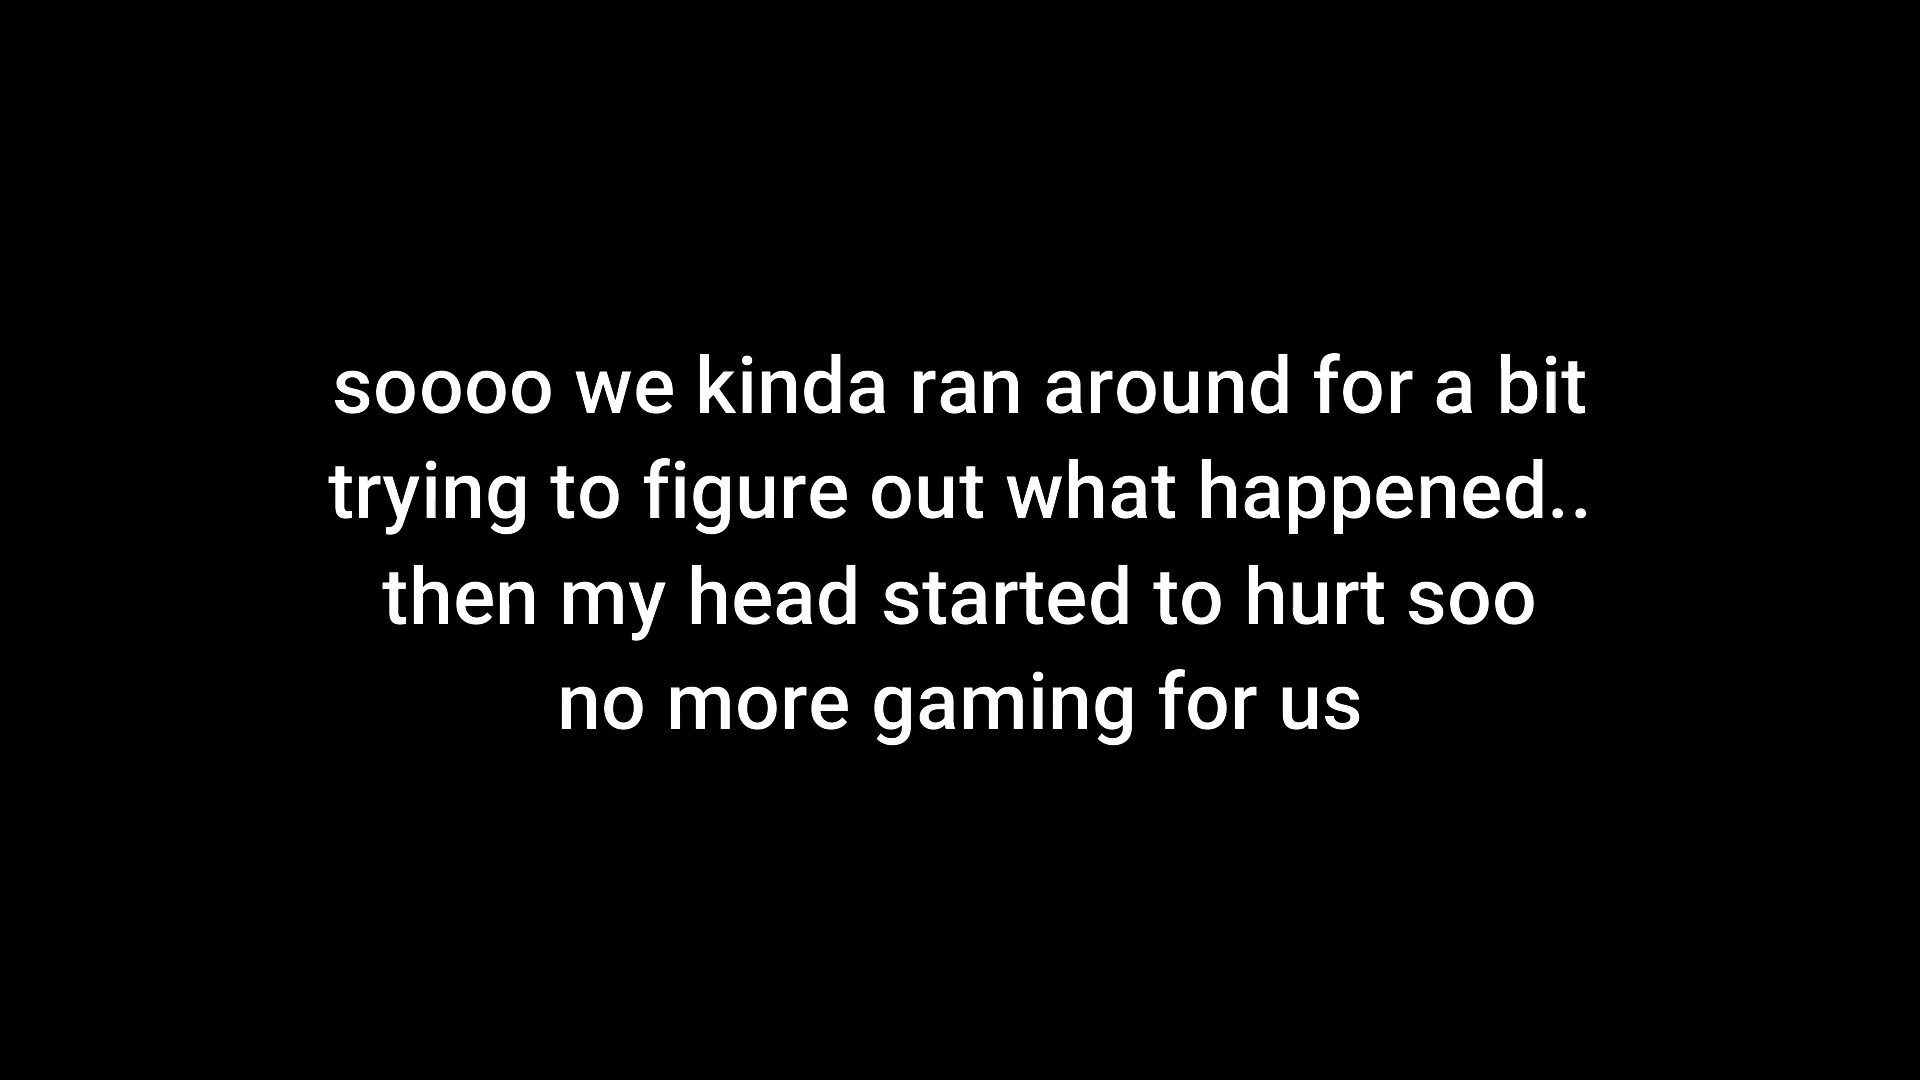 soooo we kinda ran around for a bit
trying to figure out what happened..
then my head started to hurt soo
no more gaming for us